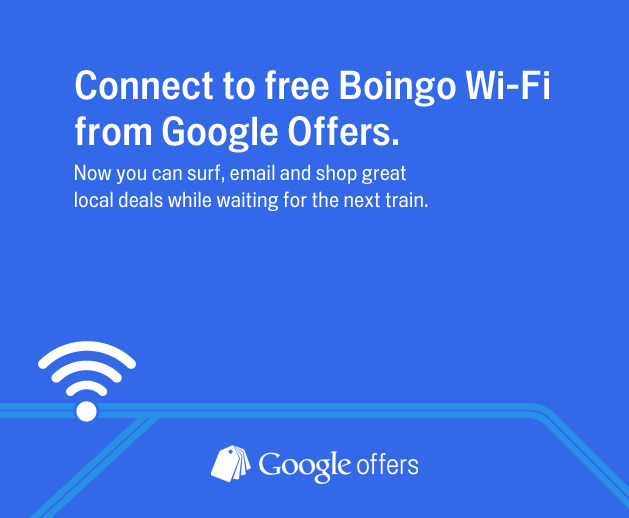 Connect to free Boingo Wi-Fi
from Google Offers.
Now you can surf, email and shop great
local deals while waiting for the next train.
Google offers